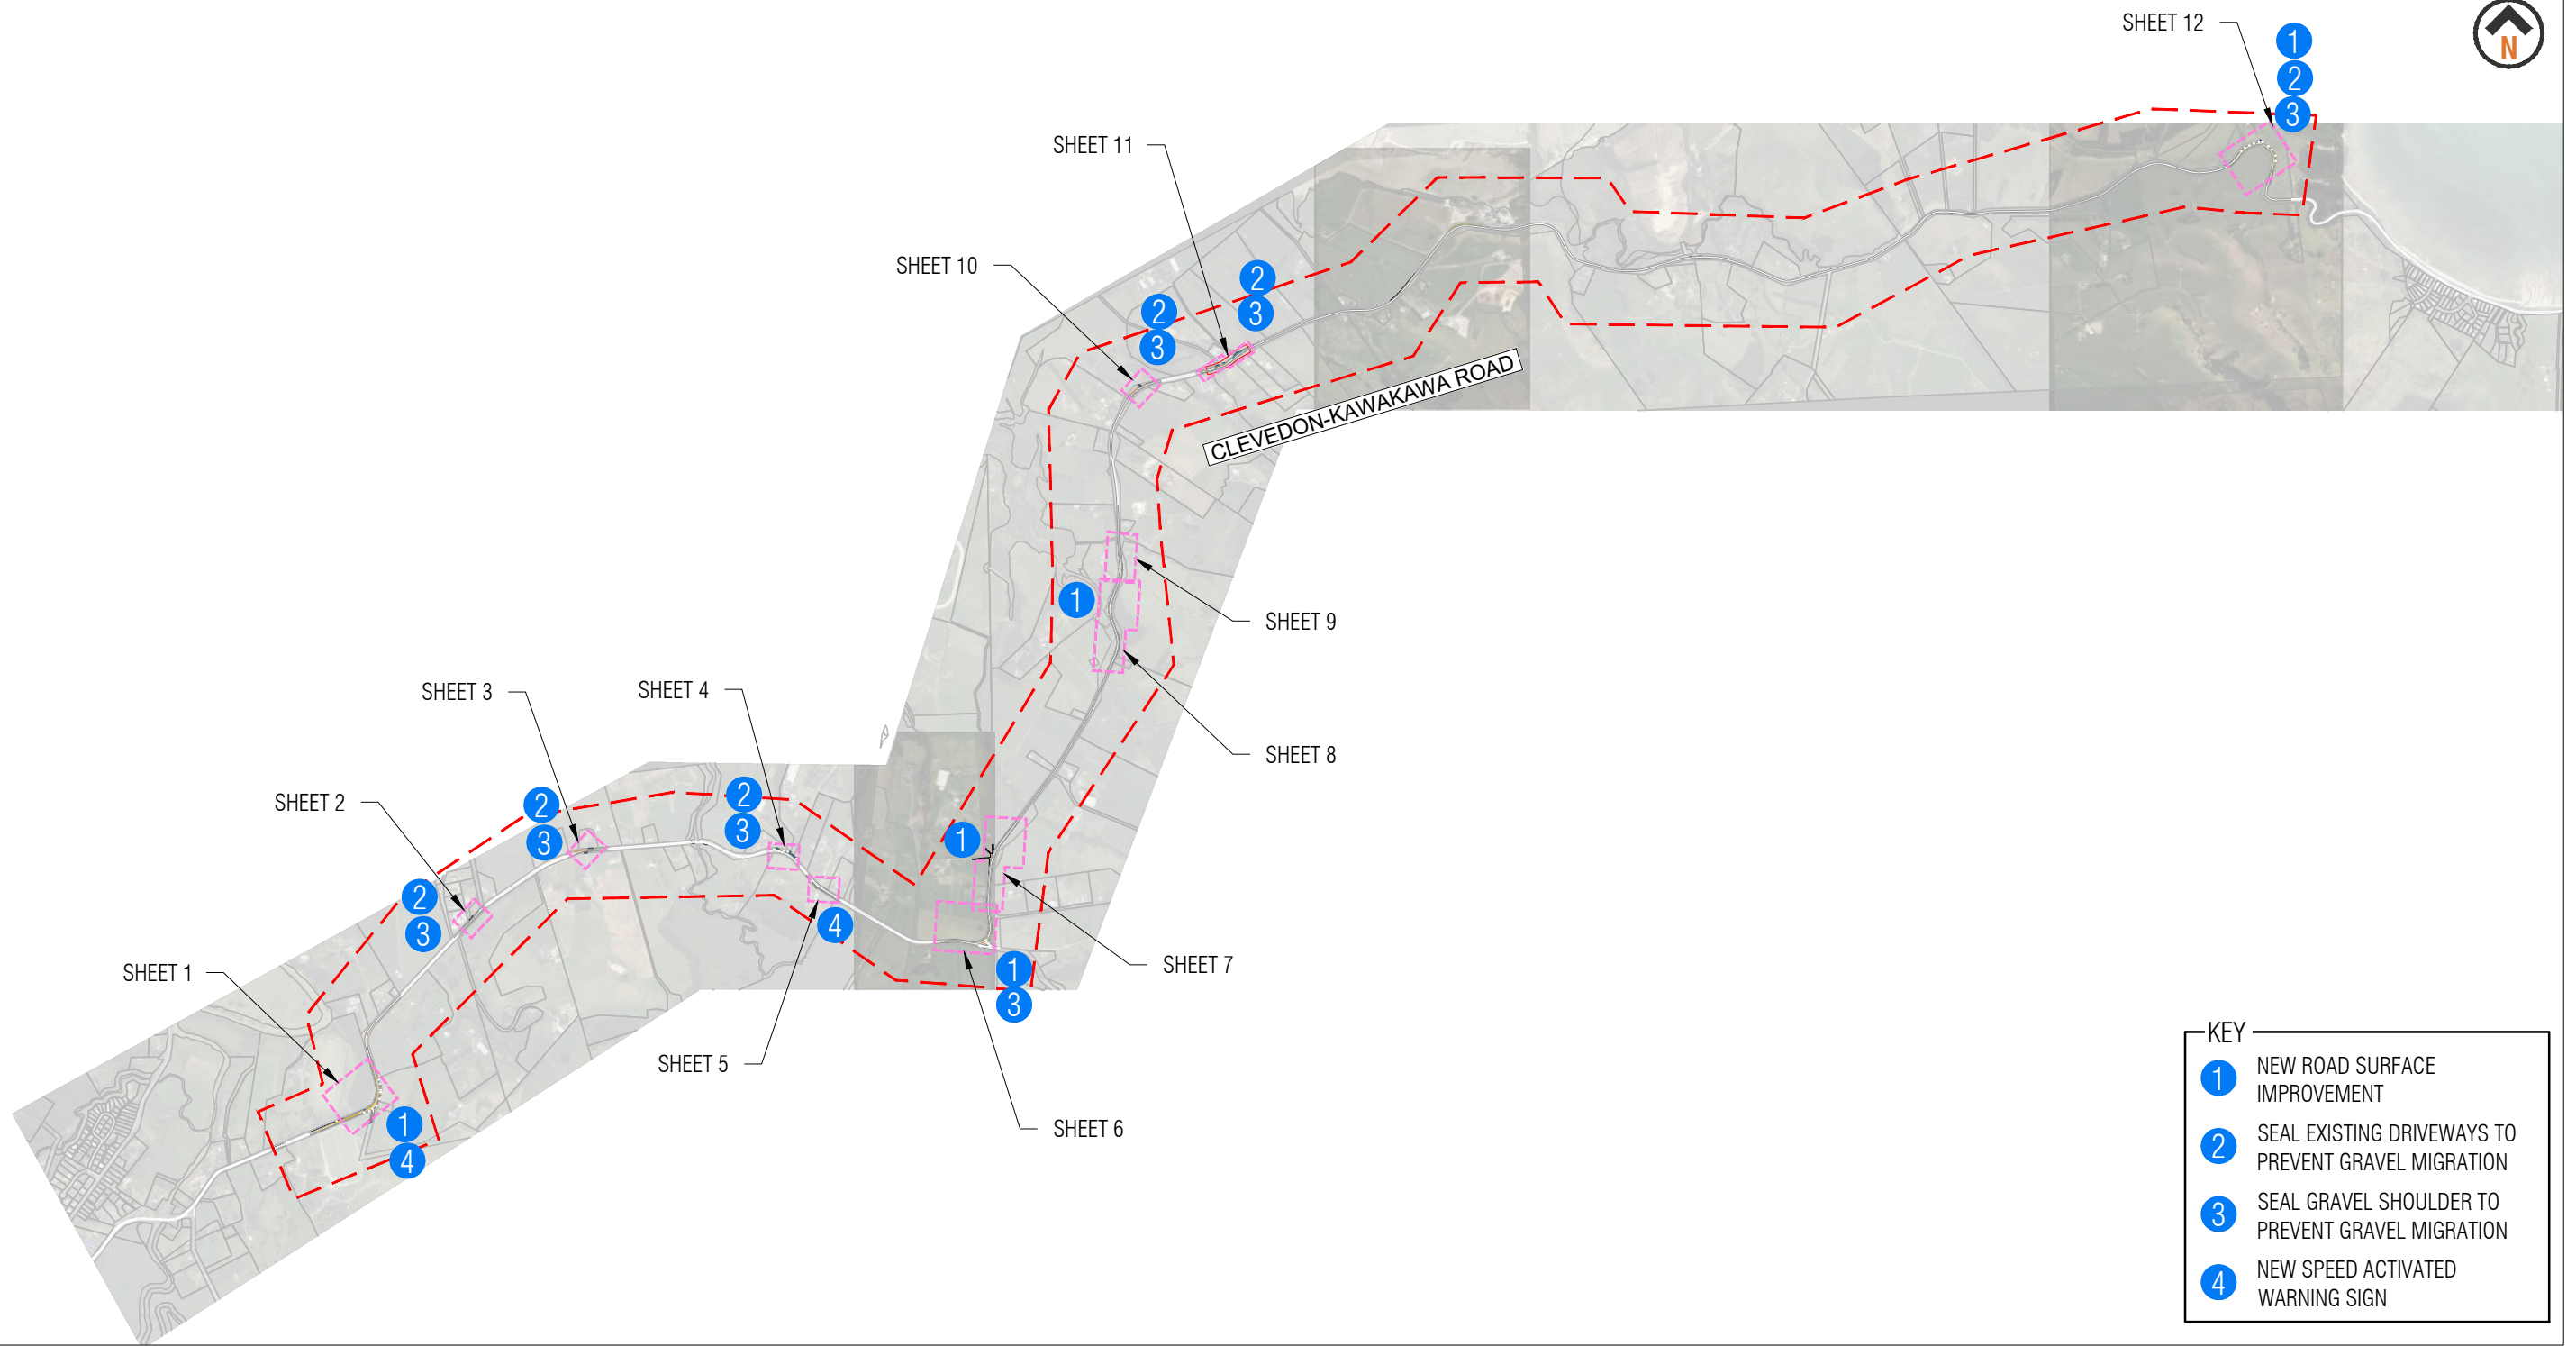 SHEET 12
1
2
3
N
SHEET 11
2
3
SHEET 10
2
3
CLEVEDON-KAWAKAWA ROAD
1
SHEET 9
SHEET 8
SHEET 3
SHEET 4
SHEET 2
2
3
2
3
1
2
3
4
SHEET 1
SHEET 7
1
3
SHEET 5
SHEET 6
1
4
KEY
1 NEW ROAD SURFACE
IMPROVEMENT
2 SEAL EXISTING DRIVEWAYS TO
PREVENT GRAVEL MIGRATION
3 SEAL GRAVEL SHOULDER TO
PREVENT GRAVEL MIGRATION
4 NEW SPEED ACTIVATED
WARNING SIGN